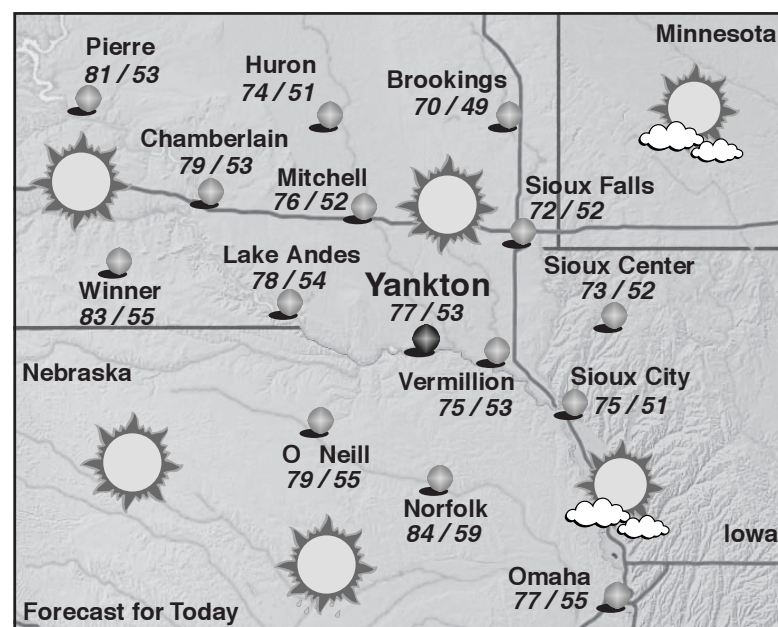 Minnesota
Pierre
81 / 53
Huron
74 / 51
Brookings
70 / 49
Chamberlain
79 / 53
Mitchell
76 / 52
Sioux Falls
72 / 52
Lake Andes
78 / 54
Winner
83 / 55
Yankton
77 / 53
Sioux Center
73 / 52
Nebraska
Vermillion
75 / 53
Sioux City
75 / 51
O Neill
79 / 55
Norfolk
84 / 59
Iowa
Omaha
77 / 55
Forecast for Today